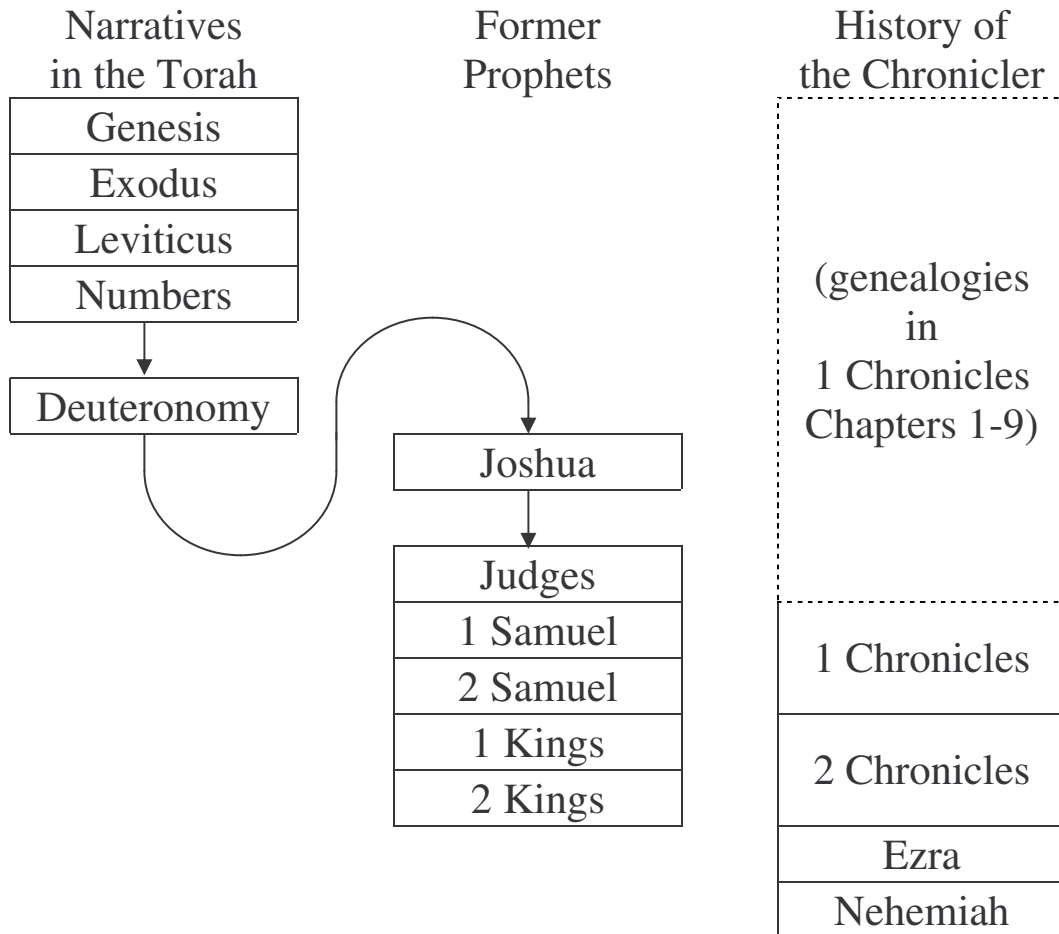 Narratives
in the Torah
Genesis
Exodus
Leviticus
Numbers
Deuteronomy
Former
Prophets
Joshua
Judges
1 Samuel
2 Samuel
1 Kings
2 Kings
History of
the Chronicler
(genealogies
in
1 Chronicles
Chapters 1-9)
1 Chronicles
2 Chronicles
Ezra
Nehemiah